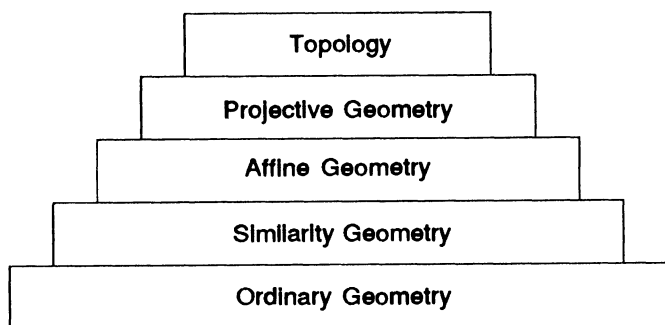 Topology
Projective Geometry
Affine Geometry
Similarity Geometry
Ordinary Geometry